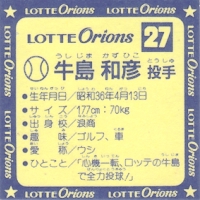 LOTTE Orions 27
うしじま かずひこ とうしゅ
牛島 和彦 投手
●生年月日／昭和36年4月13日
●サイズ／177cm：70kg
●出身校／浪商
●趣味／ゴルフ、車
●愛称／ウシ
●ひとこと／「心機一転、ロッテの牛島
で全力投球！」
LOTTE Orions ★ LOTTE Orions ★ LOTTE Orions